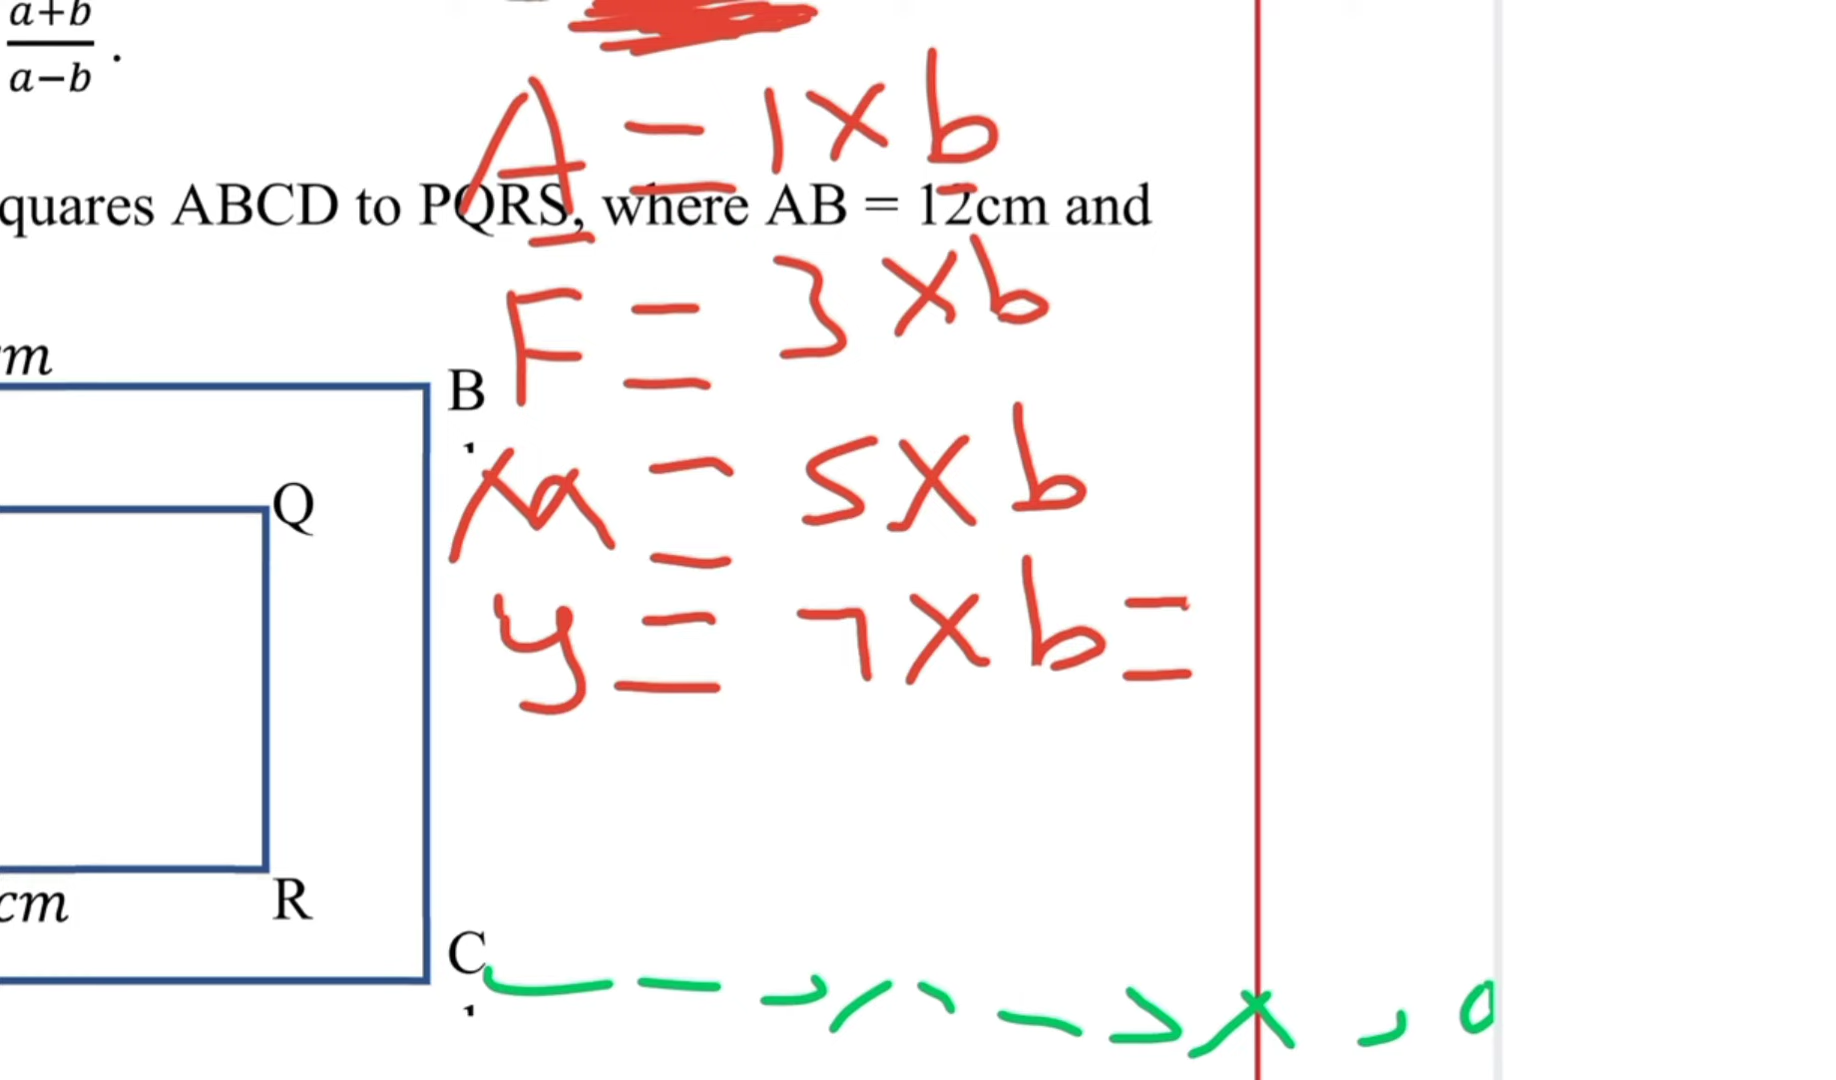 a+b
a−b .
A = 1 × b
quares ABCD to PQRS, where AB = 12cm and
F = 3 × b
m
B
= 5 × b
Q
y = 7 × b =
cm
R
C